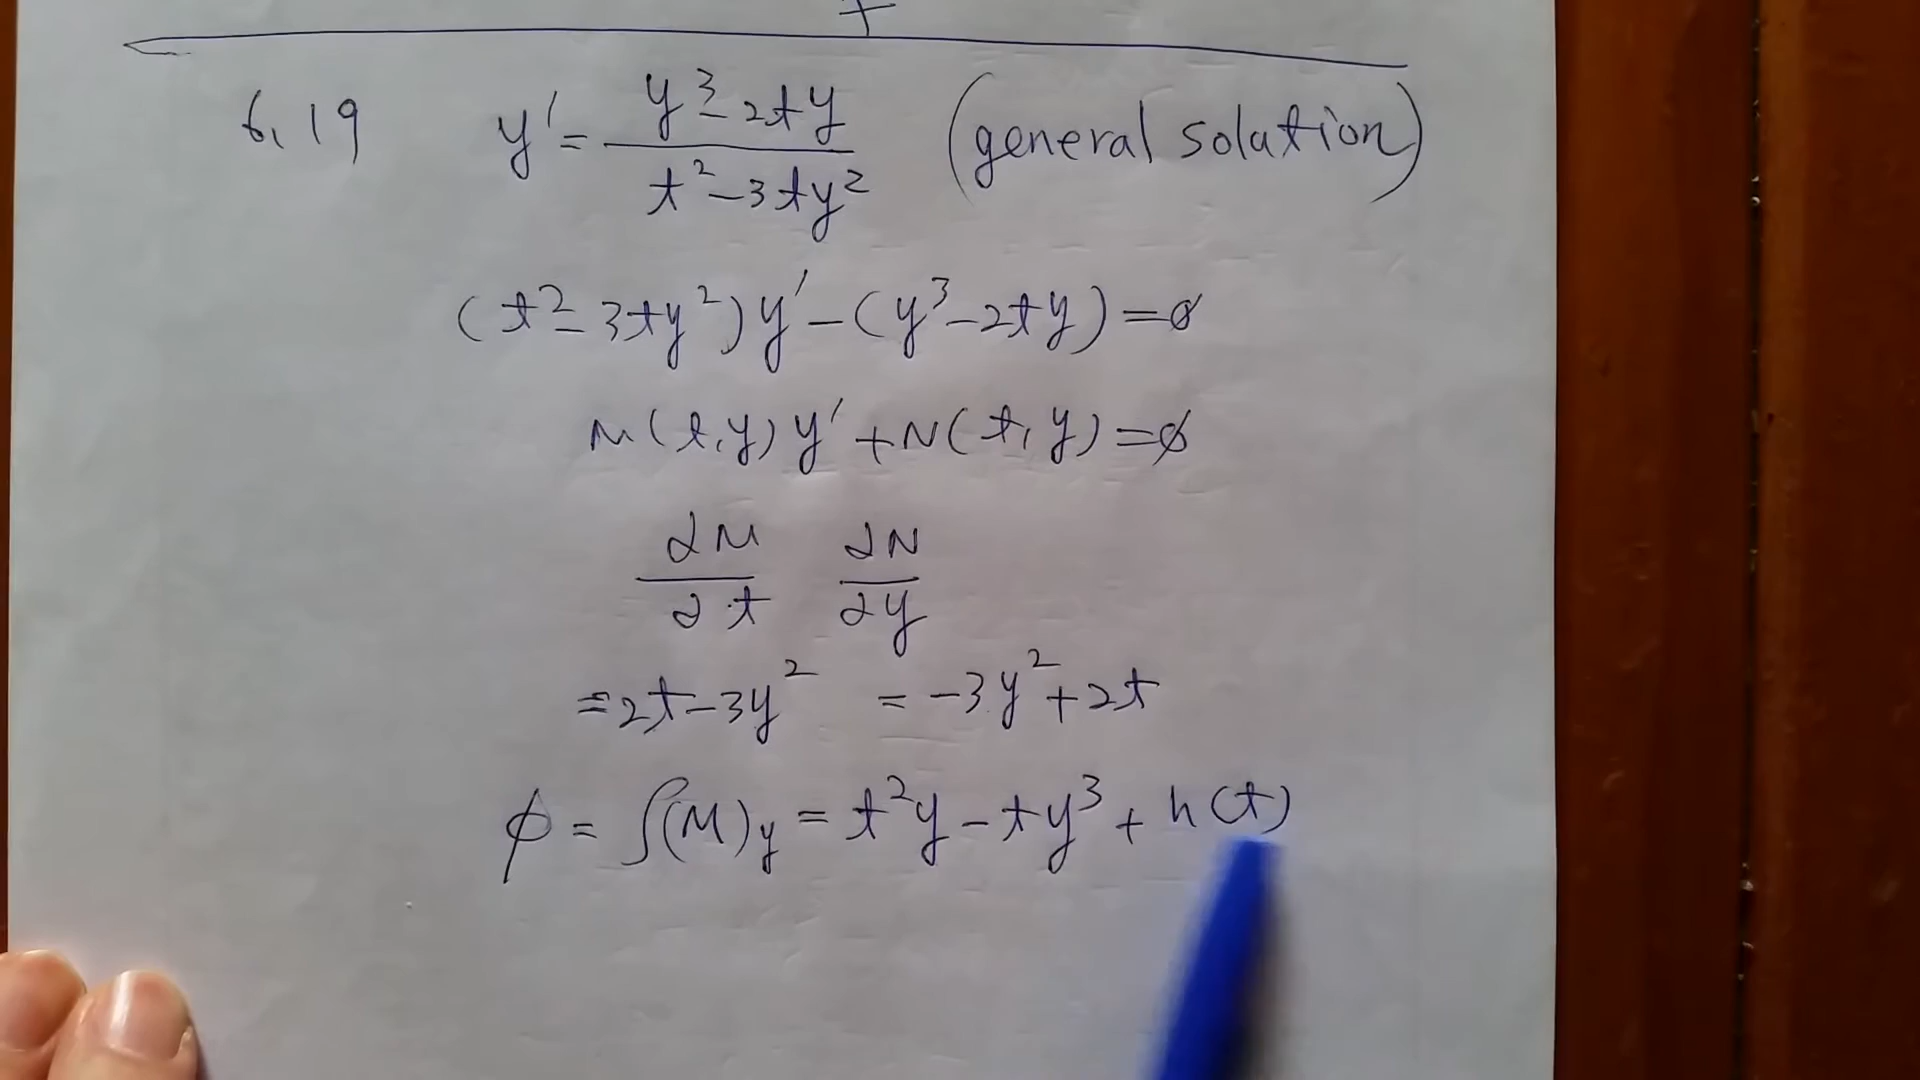 6.19 y' = (y³ - 2ty)/(t² - 3ty²) (general solution)
(t² - 3ty²)y' - (y³ - 2ty) = 0
M(t,y)y' + N(t,y) = 0
∂M/∂t ∂N/∂y
= 2t - 3y² = -3y² + 2t
ϕ = ∫(M)y = t²y - ty³ + h(t)